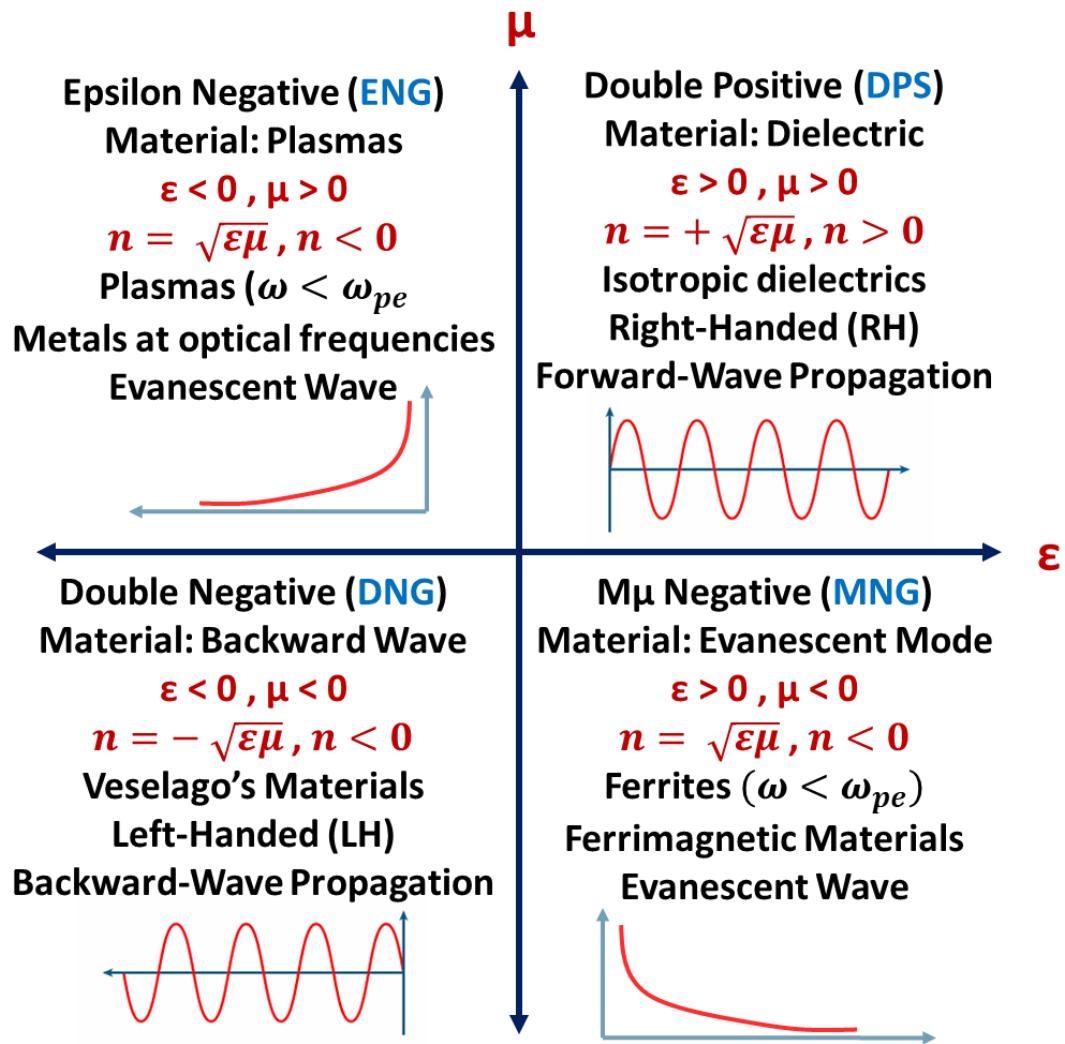 μ
Epsilon Negative (ENG)
Material: Plasmas
ε < 0 , μ > 0
n = √εμ , n < 0
Plasmas (ω < ωpe
Metals at optical frequencies
Evanescent Wave
Double Positive (DPS)
Material: Dielectric
ε > 0 , μ > 0
n = + √εμ , n > 0
Isotropic dielectrics
Right-Handed (RH)
Forward-Wave Propagation
ε
Double Negative (DNG)
Material: Backward Wave
ε < 0 , μ < 0
n = − √εμ , n < 0
Veselago’s Materials
Left-Handed (LH)
Backward-Wave Propagation
Mμ Negative (MNG)
Material: Evanescent Mode
ε > 0 , μ < 0
n = √εμ , n < 0
Ferrites (ω < ωpe)
Ferrimagnetic Materials
Evanescent Wave